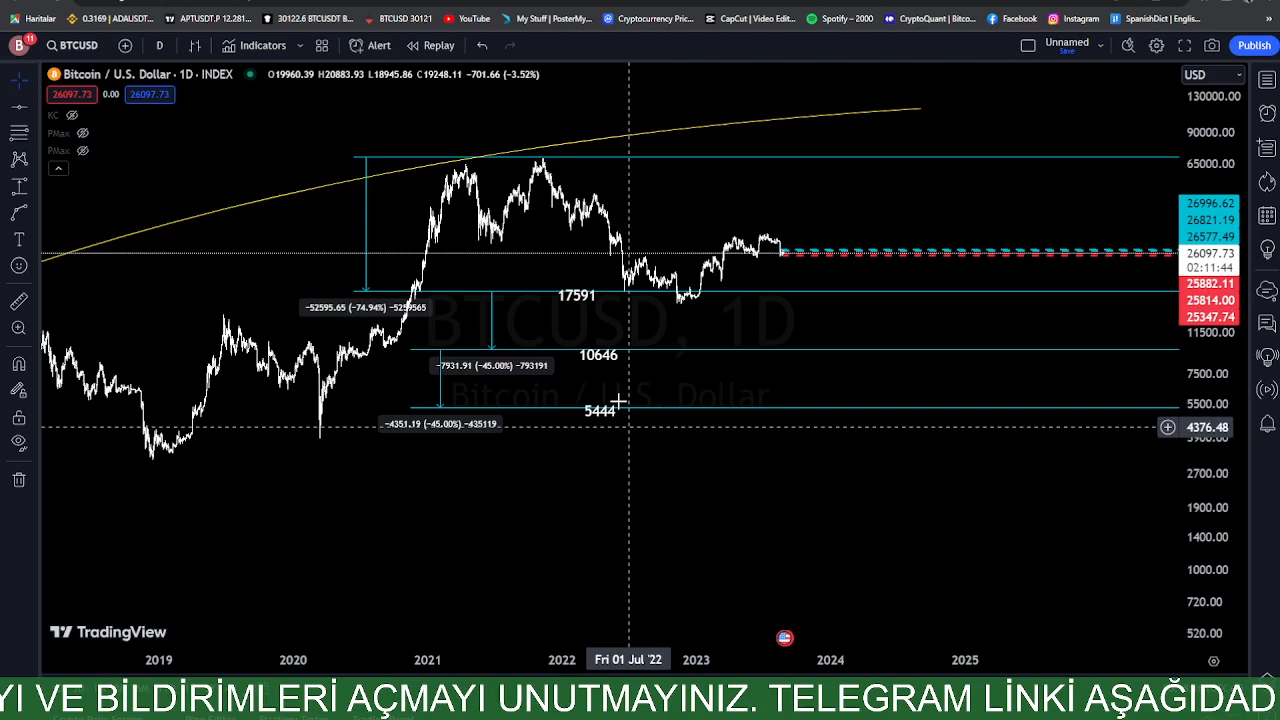 Haritalar
0.3169 | ADAUSDT...
APTUSDT.P 12.281...
30122.6 BTCUSDT B...
BTCUSD 30121
YouTube
My Stuff | PosterMy...
Cryptocurrency Pric...
CapCut | Video Edit...
Spotify – 2000
CryptoQuant | Bitco...
Facebook
Instagram
SpanishDict | Englis...
B
11
BTCUSD
D
Indicators
Alert
Replay
Unnamed
Save
Publish
Bitcoin / U.S. Dollar · 1D · INDEX
O19960.39 H20883.93 L18945.86 C19248.11 −701.66 (−3.52%)
USD
26097.73
0.00
26097.73
KC
PMax
PMax
130000.00
90000.00
65000.00
26996.62
26821.19
26577.49
26097.73
02:11:44
25882.11
25814.00
25347.74
11500.00
7500.00
5500.00
4376.48
3900.00
2700.00
1900.00
1400.00
1000.00
720.00
520.00
−52595.65 (−74.94%) −5259565
17591
BTCUSD, 1D
10646
−7931.91 (−45.00%) −793191
Bitcoin / U.S. Dollar
5444
−4351.19 (−45.00%) −435119
TradingView
2019
2020
2021
2022
Fri 01 Jul '22
2023
2024
2025
YI VE BİLDİRİMLERİ AÇMAYI UNUTMAYINIZ. TELEGRAM LİNKİ AŞAĞIDAD